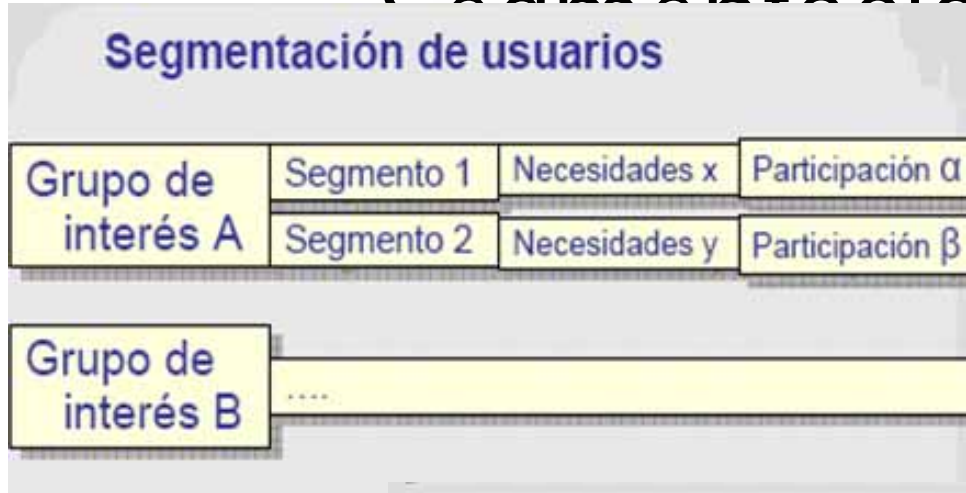 Segmentación de usuarios
Grupo de
interés A
Segmento 1
Necesidades x
Participación α
Segmento 2
Necesidades y
Participación β
Grupo de
interés B
....